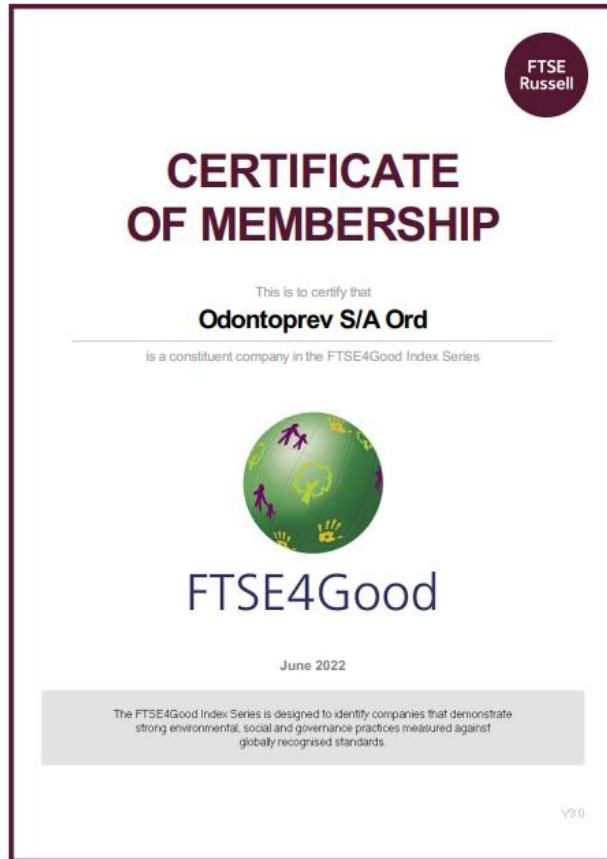 FTSE
Russell
CERTIFICATE
OF MEMBERSHIP
This is to certify that
Odontoprev S/A Ord
is a constituent company in the FTSE4Good Index Series
FTSE4Good
June 2022
The FTSE4Good Index Series is designed to identify companies that demonstrate
strong environmental, social and governance practices measured against
globally recognised standards.
V3.0